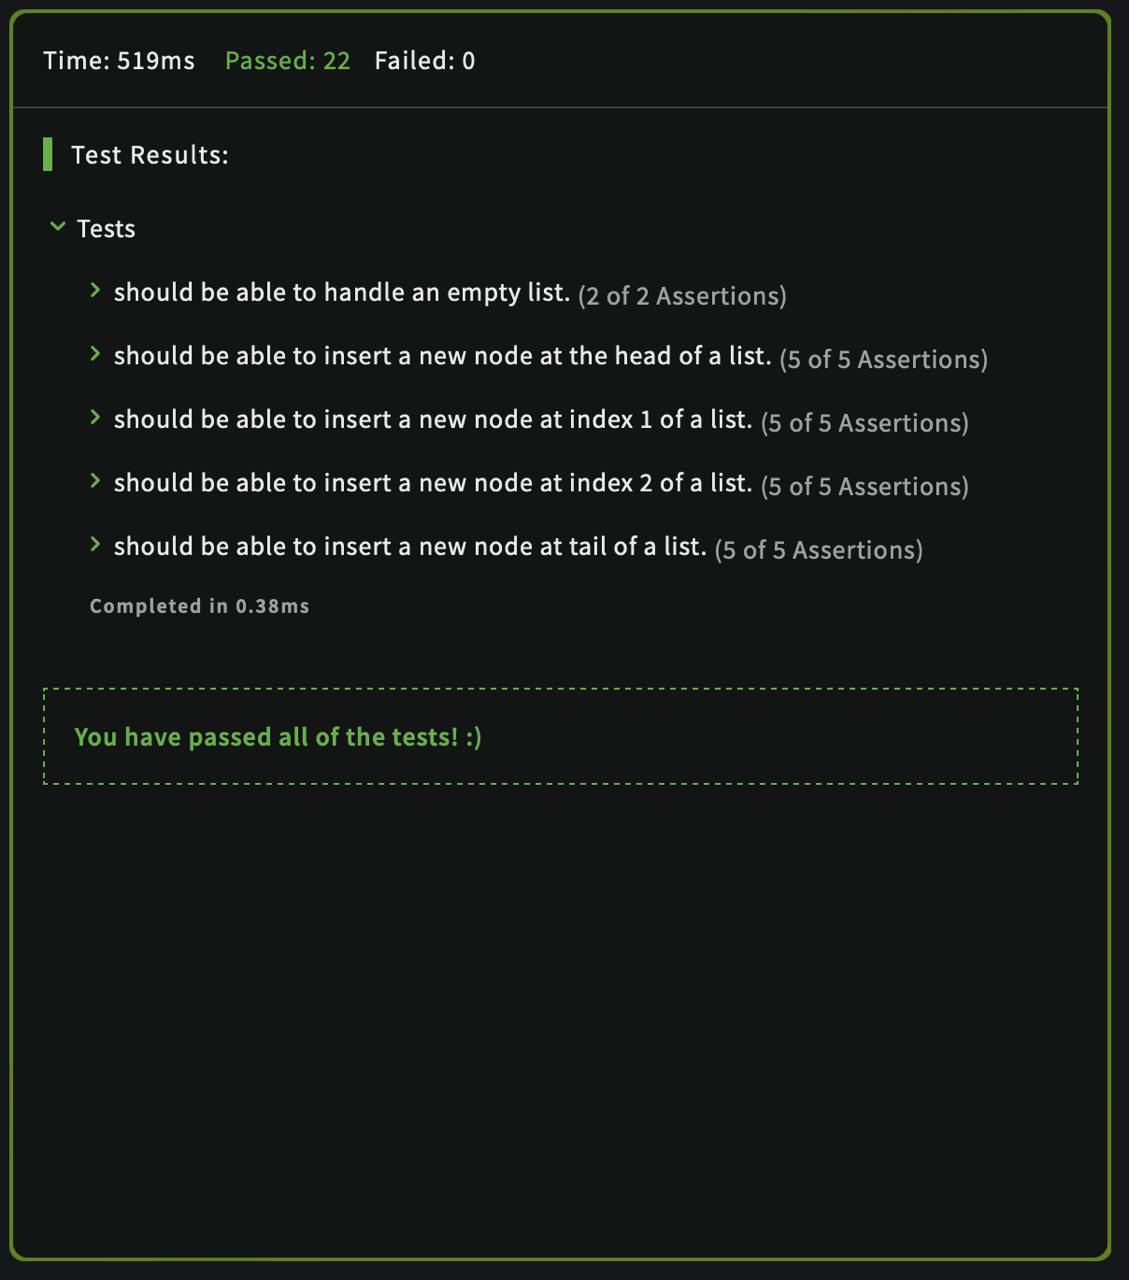 Time: 519ms Passed: 22 Failed: 0
Test Results:
Tests
should be able to handle an empty list. (2 of 2 Assertions)
should be able to insert a new node at the head of a list. (5 of 5 Assertions)
should be able to insert a new node at index 1 of a list. (5 of 5 Assertions)
should be able to insert a new node at index 2 of a list. (5 of 5 Assertions)
should be able to insert a new node at tail of a list. (5 of 5 Assertions)
Completed in 0.38ms
You have passed all of the tests! :)